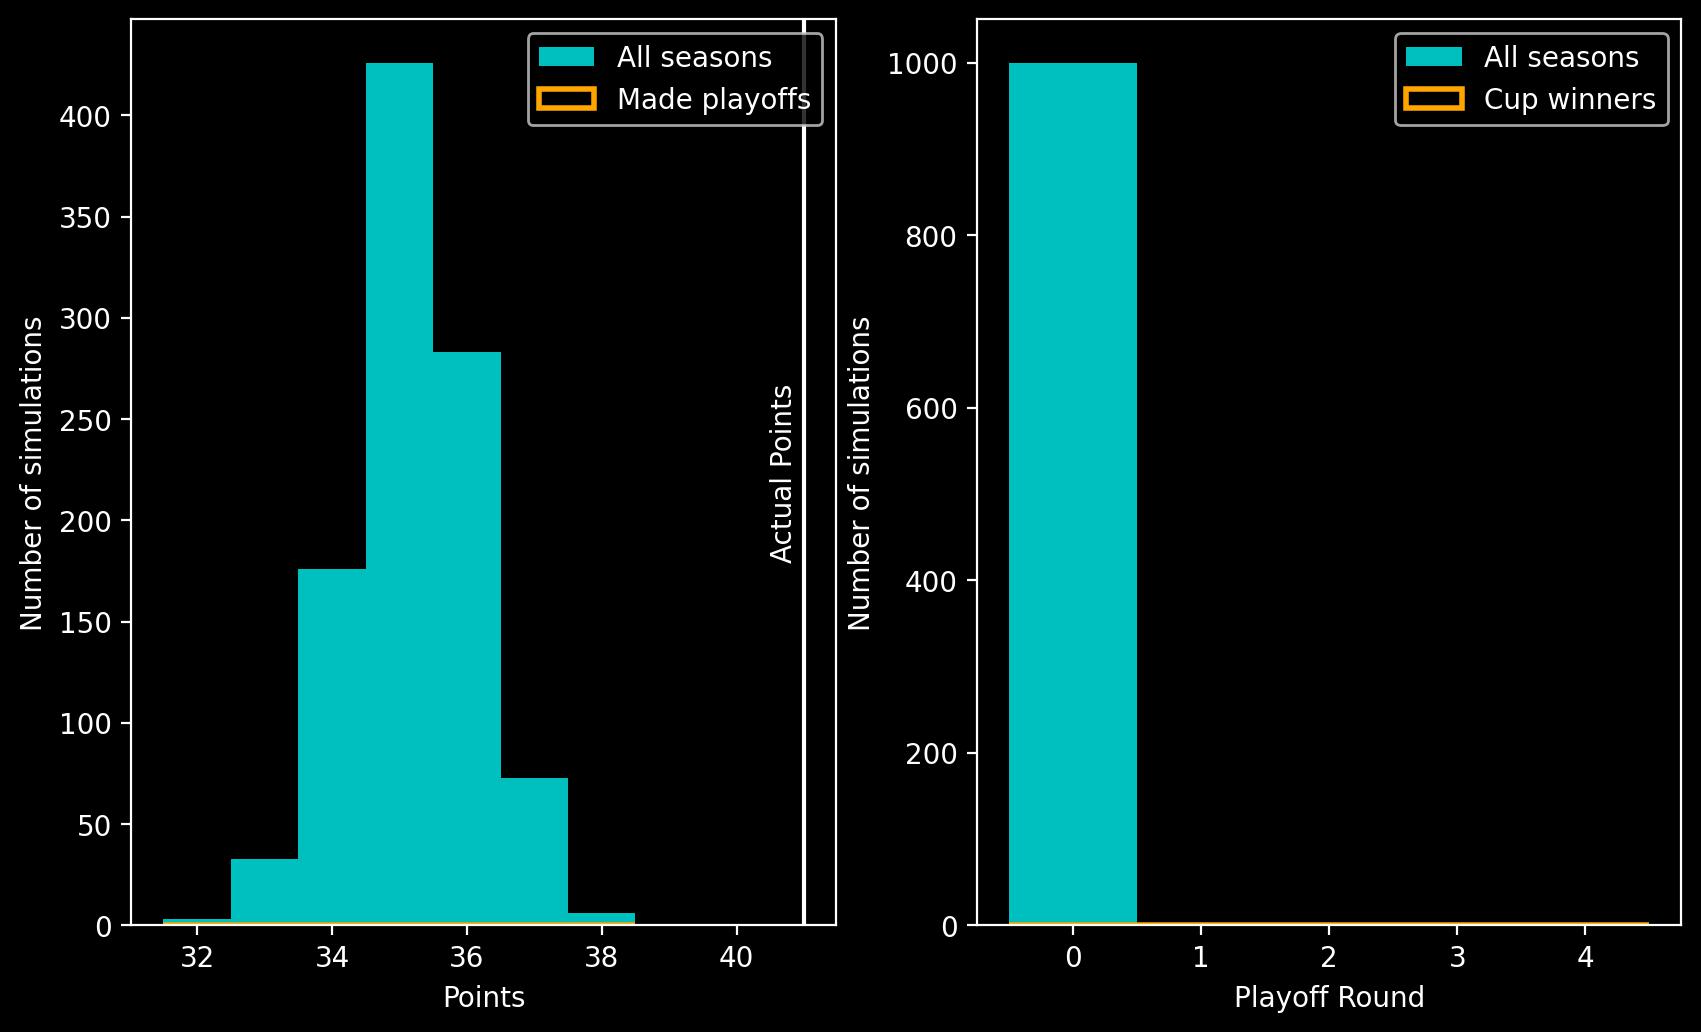 All seasons
Made playoffs
Number of simulations
400
350
300
250
200
150
100
50
0
Actual Points
32 34 36 38 40
Points
All seasons
Cup winners
Number of simulations
1000
800
600
400
200
0
0 1 2 3 4
Playoff Round